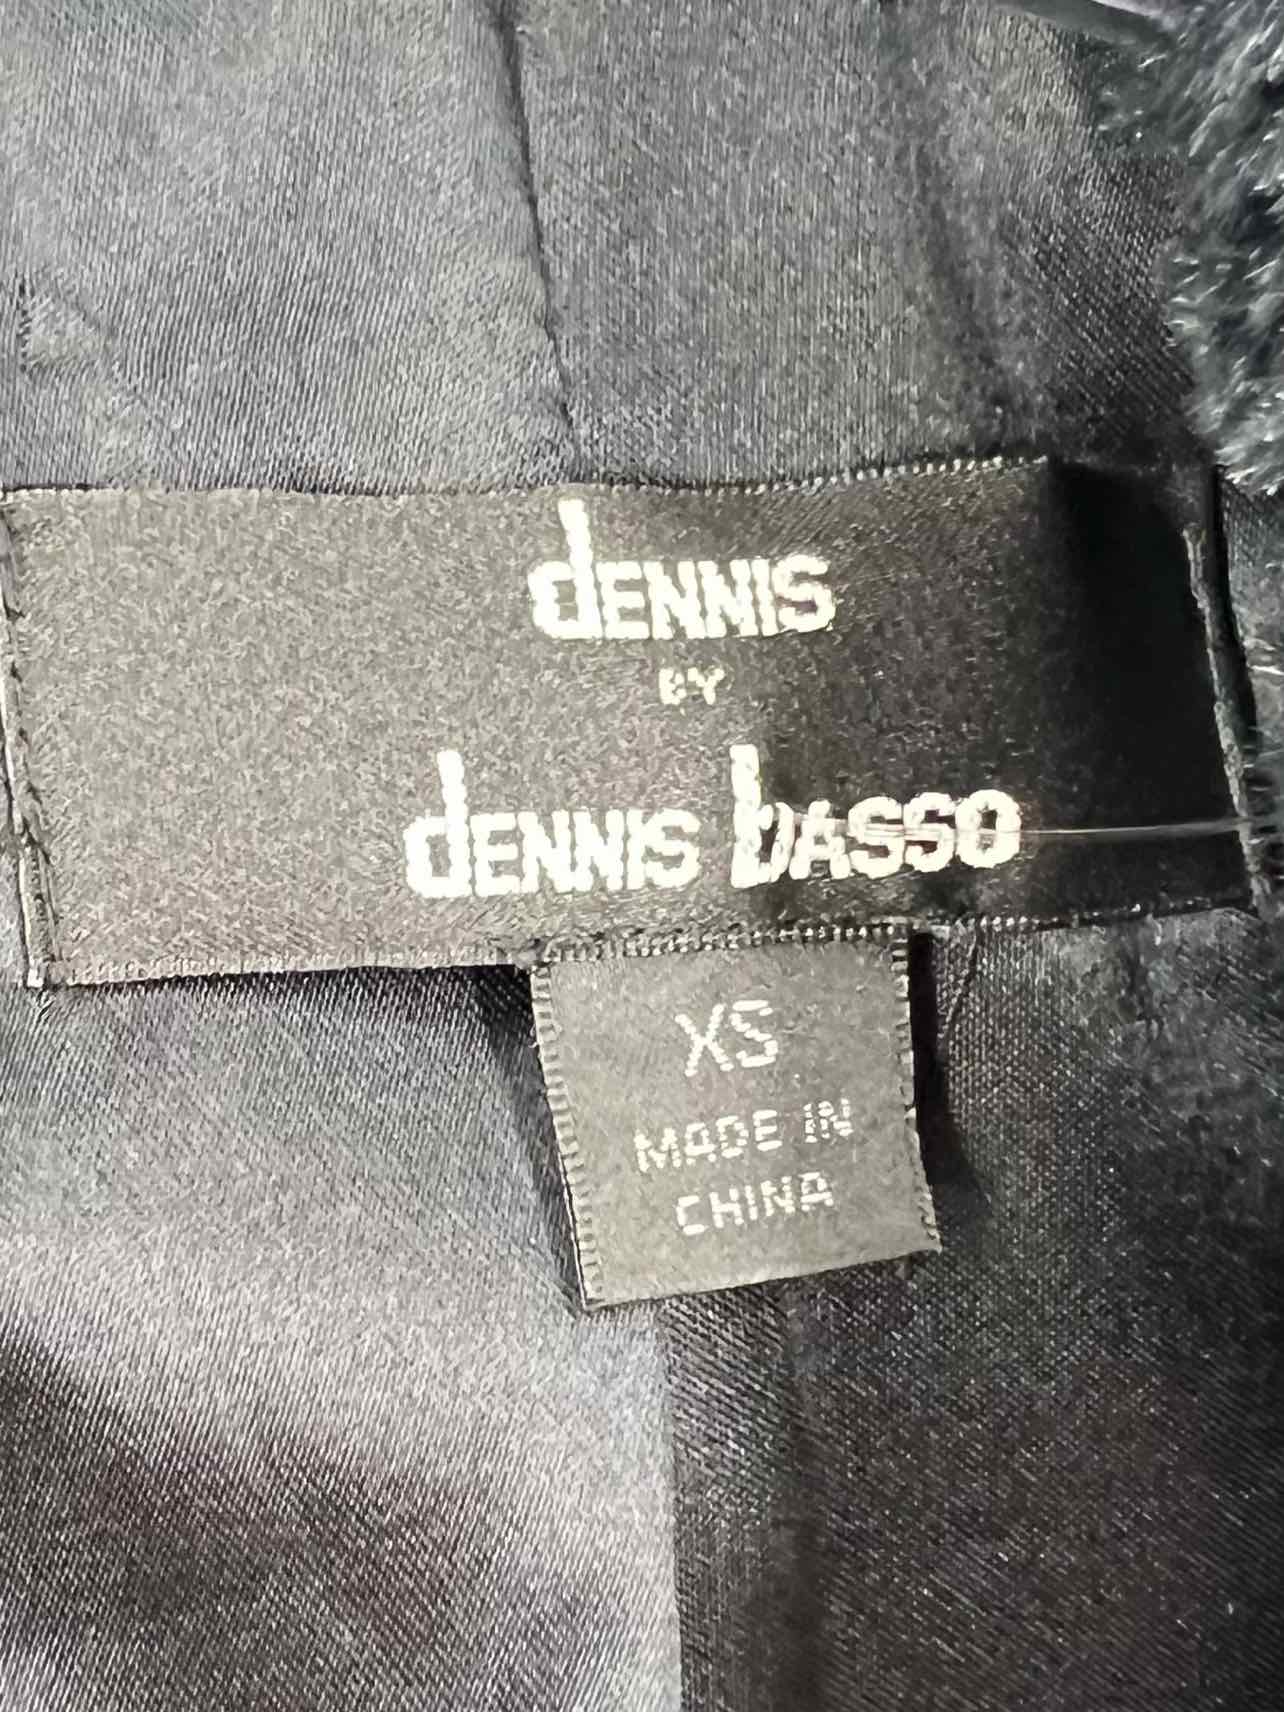 dENNIS
BY
dENNIS bASSO
XS
MADE IN
CHINA